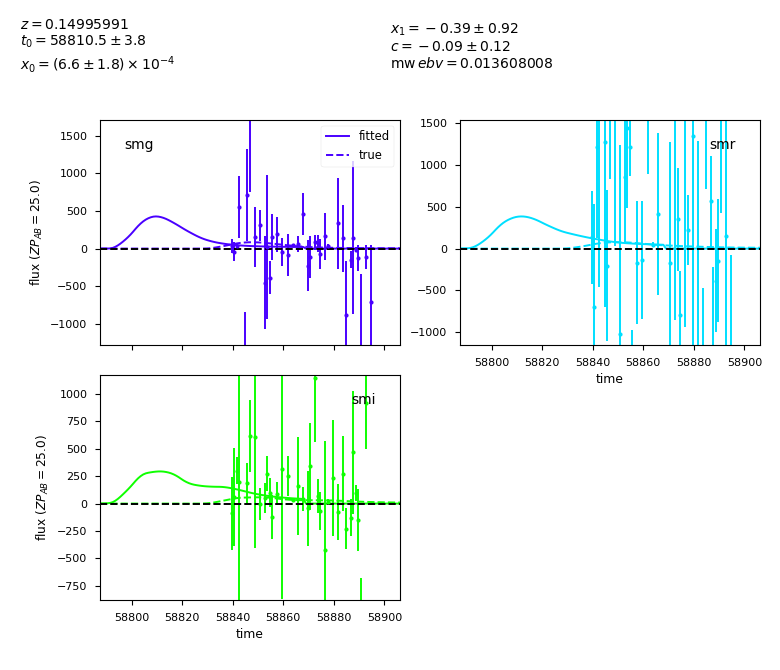 z = 0.14995991
t0 = 58810.5 ± 3.8
x0 = (6.6 ± 1.8) × 10^−4
x1 = −0.39 ± 0.92
c = −0.09 ± 0.12
mw ebv = 0.013608008
smg
fitted
true
1500
1000
500
0
−500
−1000
flux (ZP_AB = 25.0)
smr
1500
1000
500
0
−500
−1000
58800 58820 58840 58860 58880 58900
time
smi
1000
750
500
250
0
−250
−500
−750
flux (ZP_AB = 25.0)
58800 58820 58840 58860 58880 58900
time